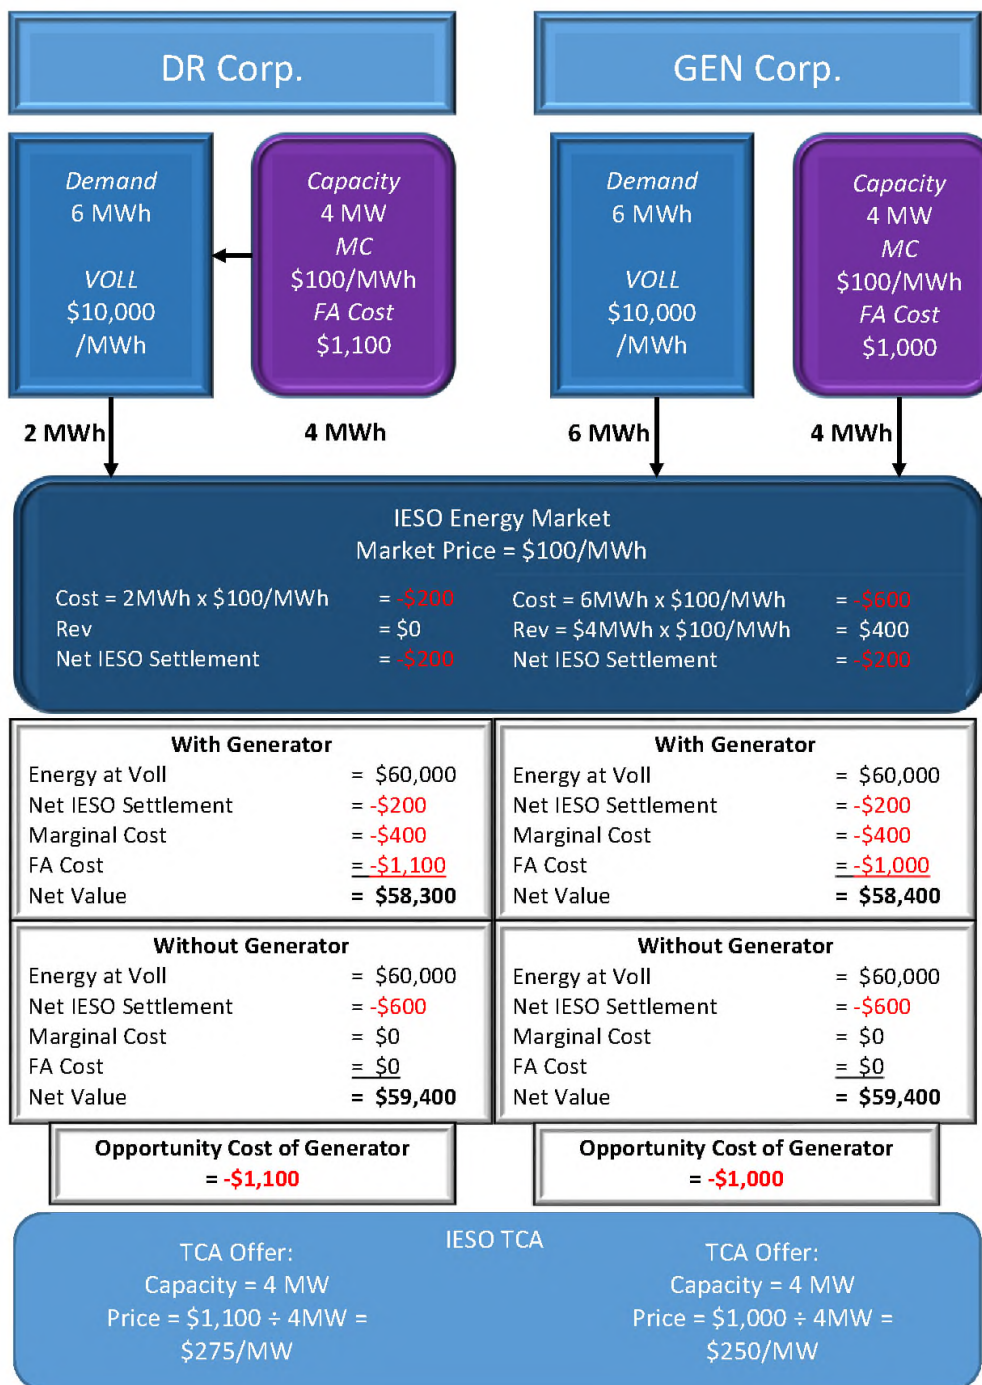 DR Corp.
GEN Corp.
Demand
6 MWh
VOLL
$10,000
/MWh
Capacity
4 MW
MC
$100/MWh
FA Cost
$1,100
Demand
6 MWh
VOLL
$10,000
/MWh
Capacity
4 MW
MC
$100/MWh
FA Cost
$1,000
2 MWh
4 MWh
6 MWh
4 MWh
IESO Energy Market
Market Price = $100/MWh
Cost = 2MWh x $100/MWh = -$200
Rev = $0
Net IESO Settlement = -$200
Cost = 6MWh x $100/MWh = -$600
Rev = $4MWh x $100/MWh = $400
Net IESO Settlement = -$200
With Generator
Energy at Voll = $60,000
Net IESO Settlement = -$200
Marginal Cost = -$400
FA Cost = -$1,100
Net Value = $58,300
With Generator
Energy at Voll = $60,000
Net IESO Settlement = -$200
Marginal Cost = -$400
FA Cost = -$1,000
Net Value = $58,400
Without Generator
Energy at Voll = $60,000
Net IESO Settlement = -$600
Marginal Cost = $0
FA Cost = $0
Net Value = $59,400
Without Generator
Energy at Voll = $60,000
Net IESO Settlement = -$600
Marginal Cost = $0
FA Cost = $0
Net Value = $59,400
Opportunity Cost of Generator
= -$1,100
Opportunity Cost of Generator
= -$1,000
IESO TCA
TCA Offer:
Capacity = 4 MW
Price = $1,100 ÷ 4MW =
$275/MW
TCA Offer:
Capacity = 4 MW
Price = $1,000 ÷ 4MW =
$250/MW